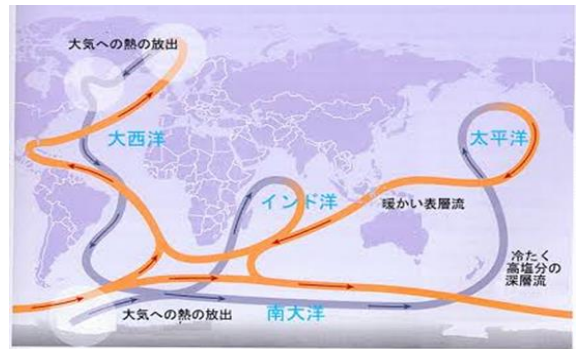 大気への熱の放出
大西洋
太平洋
インド洋
暖かい表層流
冷たく
高塩分の
深層流
大気への熱の放出
南大洋